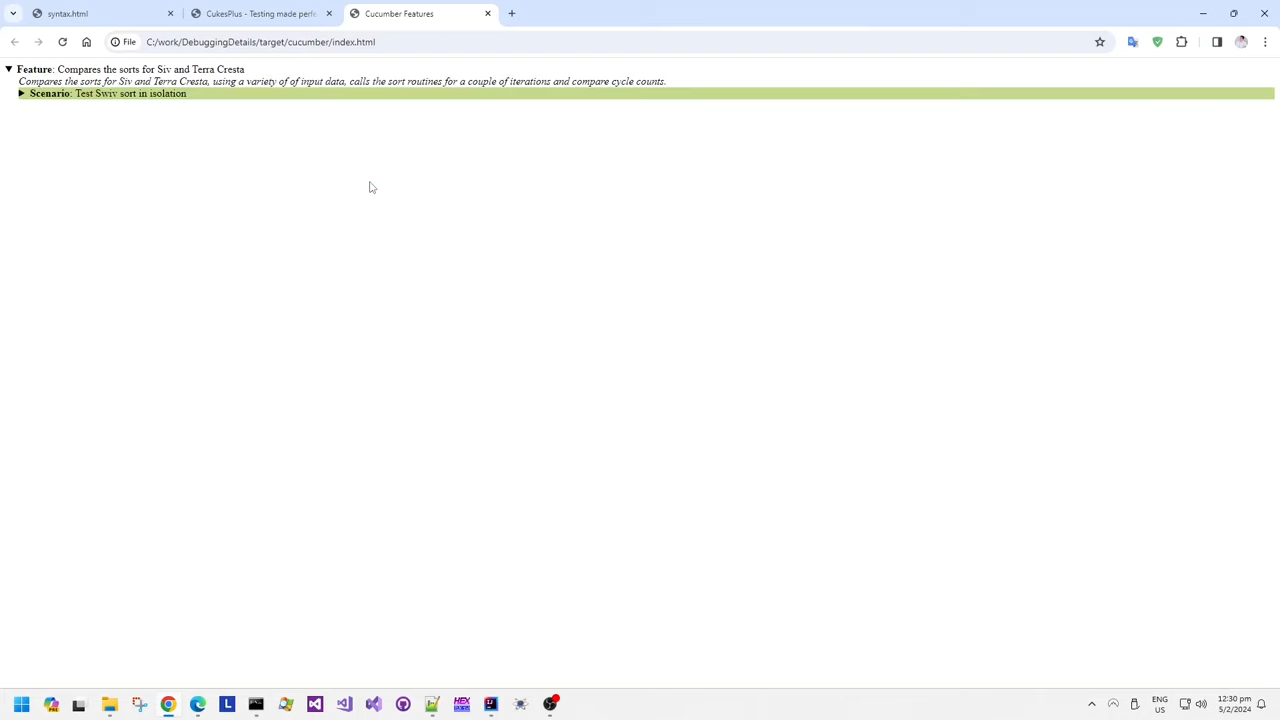 syntax.html
CukesPlus - Testing made perfe
Cucumber Features
File
C:/work/DebuggingDetails/target/cucumber/index.html
Feature: Compares the sorts for Siv and Terra Cresta
Compares the sorts for Siv and Terra Cresta, using a variety of of input data, calls the sort routines for a couple of iterations and compare cycle counts.
Scenario: Test Swiv sort in isolation
L
HEX
ENG
US
12:30 pm
5/2/2024